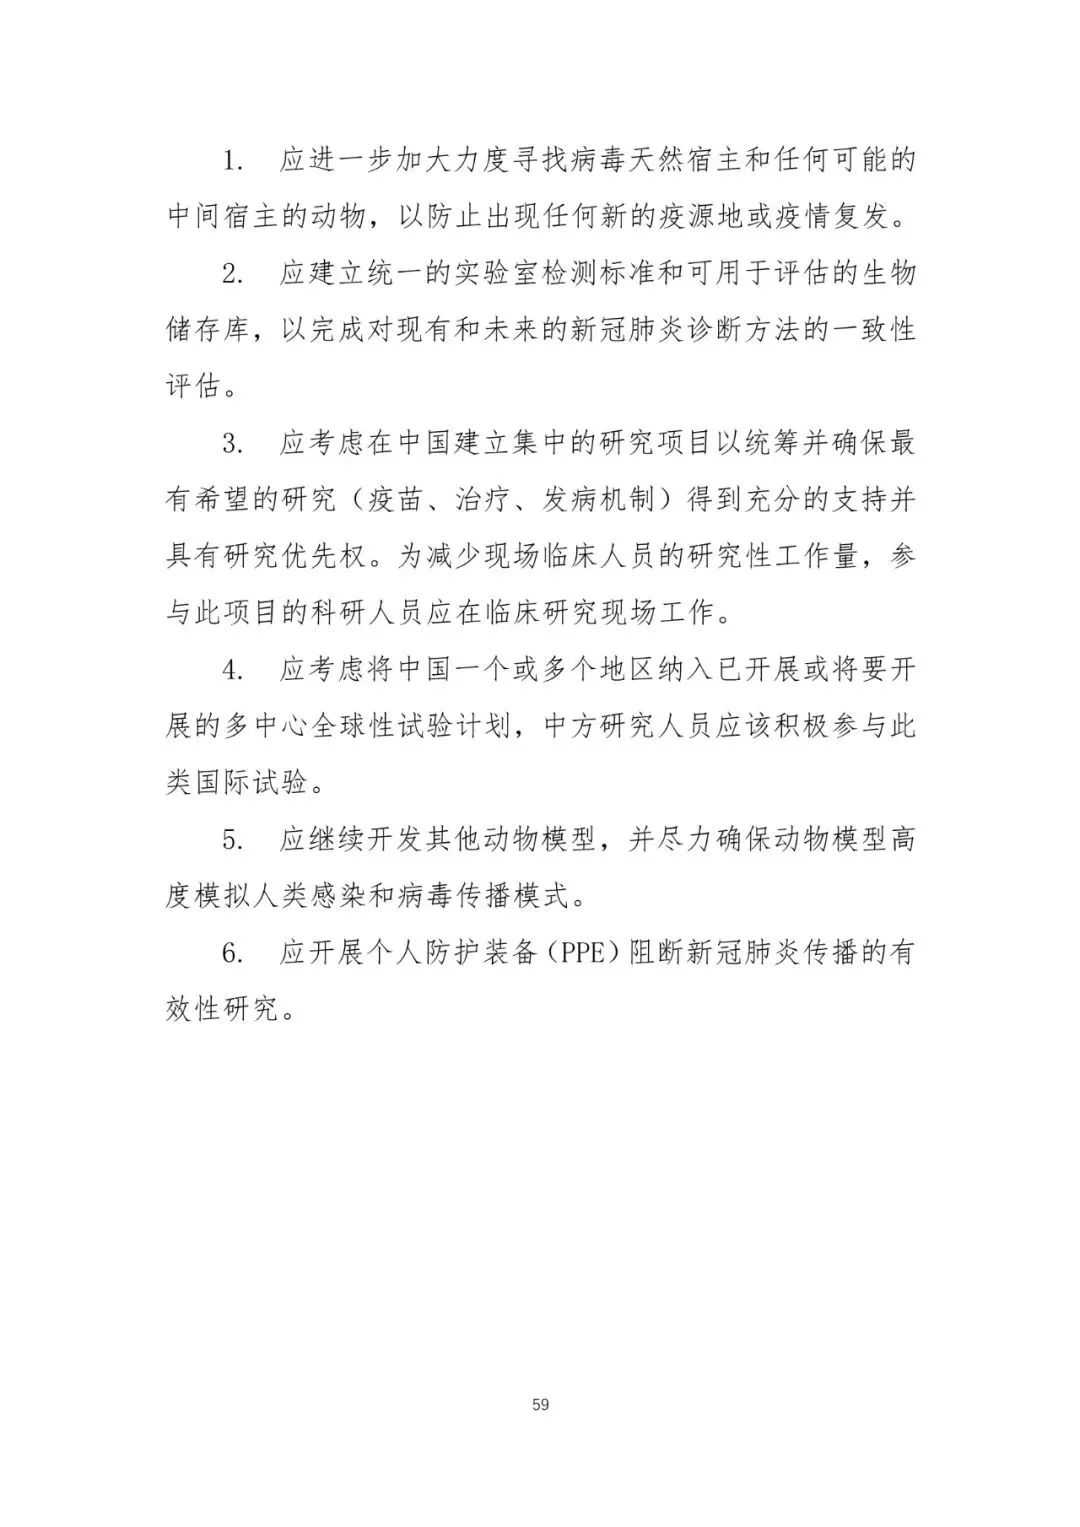 1. 应进一步加大力度寻找病毒天然宿主和任何可能的
中间宿主的动物，以防止出现任何新的疫源地或疫情复发。
2. 应建立统一的实验室检测标准和可用于评估的生物
储存库，以完成对现有和未来的新冠肺炎诊断方法的一致性
评估。
3. 应考虑在中国建立集中的研究项目以统筹并确保最
有希望的研究（疫苗、治疗、发病机制）得到充分的支持并
具有研究优先权。为减少现场临床人员的研究性工作量，参
与此项目的科研人员应在临床研究现场工作。
4. 应考虑将中国一个或多个地区纳入已开展或将要开
展的多中心全球性试验计划，中方研究人员应该积极参与此
类国际试验。
5. 应继续开发其他动物模型，并尽力确保动物模型高
度模拟人类感染和病毒传播模式。
6. 应开展个人防护装备（PPE）阻断新冠肺炎传播的有
效性研究。
59